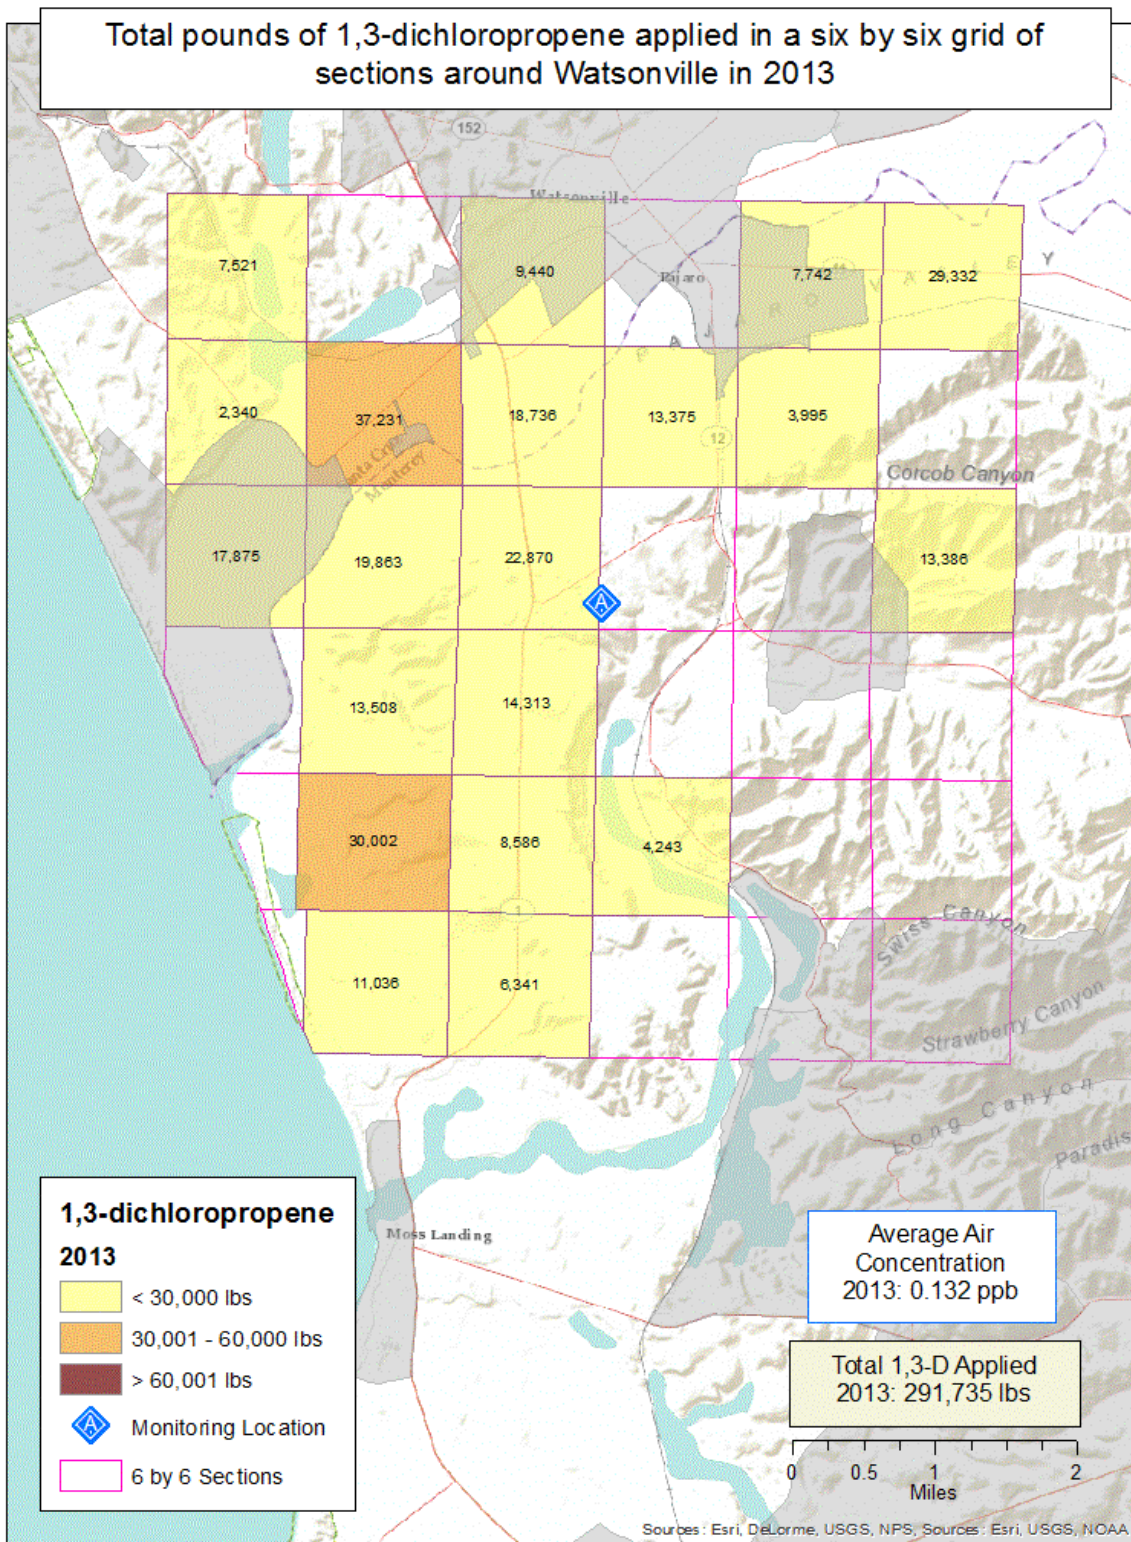 Total pounds of 1,3-dichloropropene applied in a six by six grid of
sections around Watsonville in 2013
152
Watsonville
7,521
9,440
Pajaro
7,742
29,332
V A L L E Y
P A J A R O
2,340
37,231
18,736
13,375
3,995
12
Santa Cruz
Monterey
Corcob Canyon
17,875
19,863
22,870
13,386
A
13,508
14,313
30,002
8,586
4,243
1
Swiss Canyon
11,036
6,341
Strawberry Canyon
Long Canyon
Paradis
Moss Landing
1,3-dichloropropene
2013
< 30,000 lbs
30,001 - 60,000 lbs
> 60,001 lbs
A
Monitoring Location
6 by 6 Sections
Average Air
Concentration
2013: 0.132 ppb
Total 1,3-D Applied
2013: 291,735 lbs
0 0.5 1 2
Miles
Sources: Esri, DeLorme, USGS, NPS, Sources: Esri, USGS, NOAA